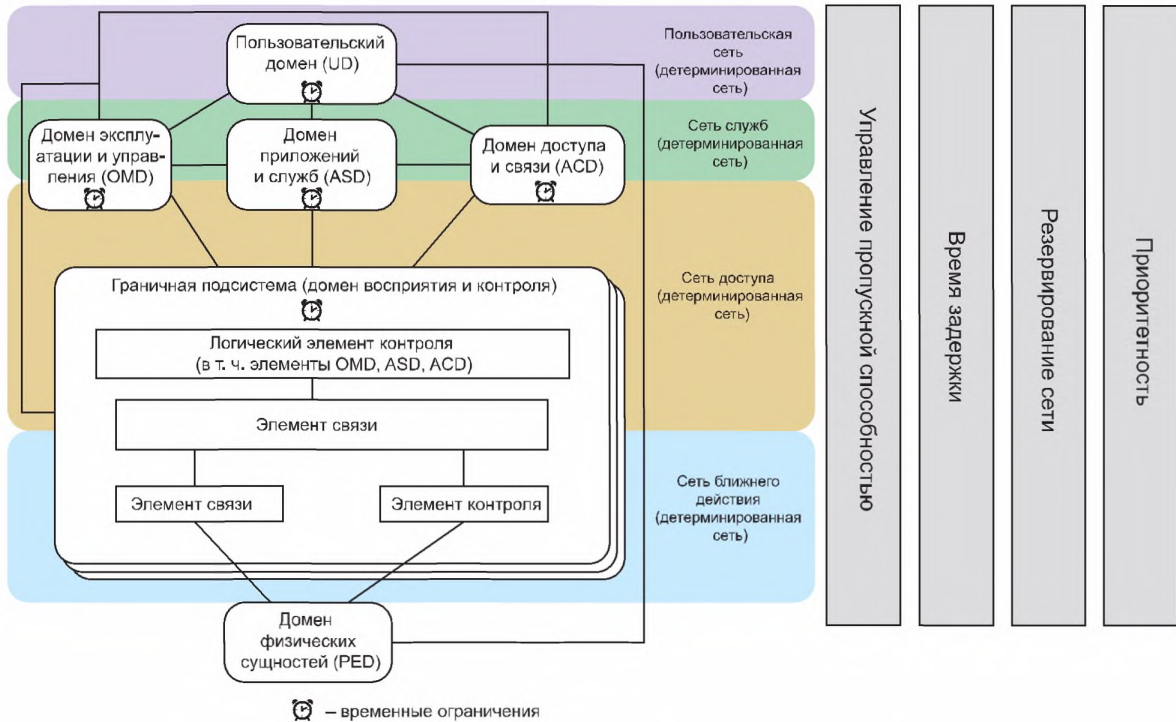 Пользовательский
домен (UD)
Пользовательская
сеть
(детерминированная
сеть)
Домен эксплу-
атации и управ-
ления (OMD)
Домен
приложений
и служб (ASD)
Домен доступа
и связи (ACD)
Сеть служб
(детерминированная
сеть)
Граничная подсистема (домен восприятия и контроля)
Логический элемент контроля
(в т. ч. элементы OMD, ASD, ACD)
Сеть доступа
(детерминированная
сеть)
Элемент связи
Элемент связи
Элемент контроля
Сеть ближнего
действия
(детерминированная
сеть)
Домен
физических
сущностей (PED)
– временные ограничения
Управление пропускной способностью
Время задержки
Резервирование сети
Приоритетность